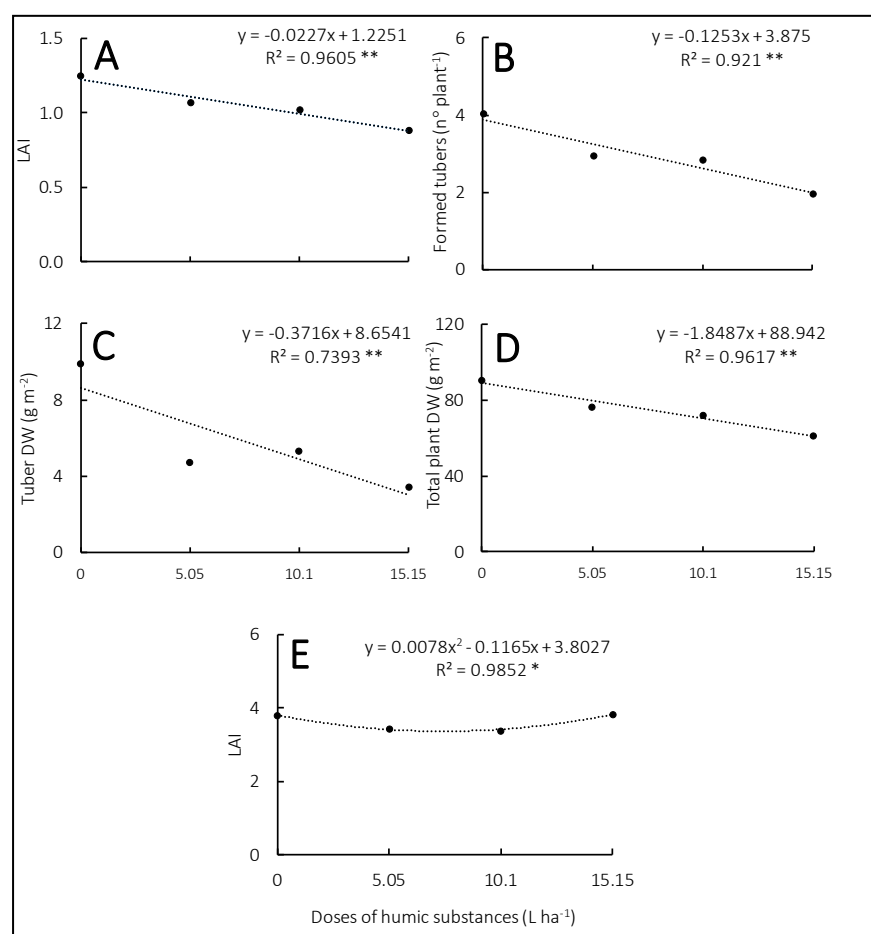 A
y = -0.0227x + 1.2251
R² = 0.9605 **
1.5
1.0
0.5
0.0
LAI
B
y = -0.1253x + 3.875
R² = 0.921 **
6
4
2
0
Formed tubers (n° plant⁻¹)
C
y = -0.3716x + 8.6541
R² = 0.7393 **
12
8
4
0
Tuber DW (g m⁻²)
0 5.05 10.1 15.15
D
y = -1.8487x + 88.942
R² = 0.9617 **
120
80
40
0
Total plant DW (g m⁻²)
0 5.05 10.1 15.15
E
y = 0.0078x² - 0.1165x + 3.8027
R² = 0.9852 *
6
4
2
0
LAI
0 5.05 10.1 15.15
Doses of humic substances (L ha⁻¹)